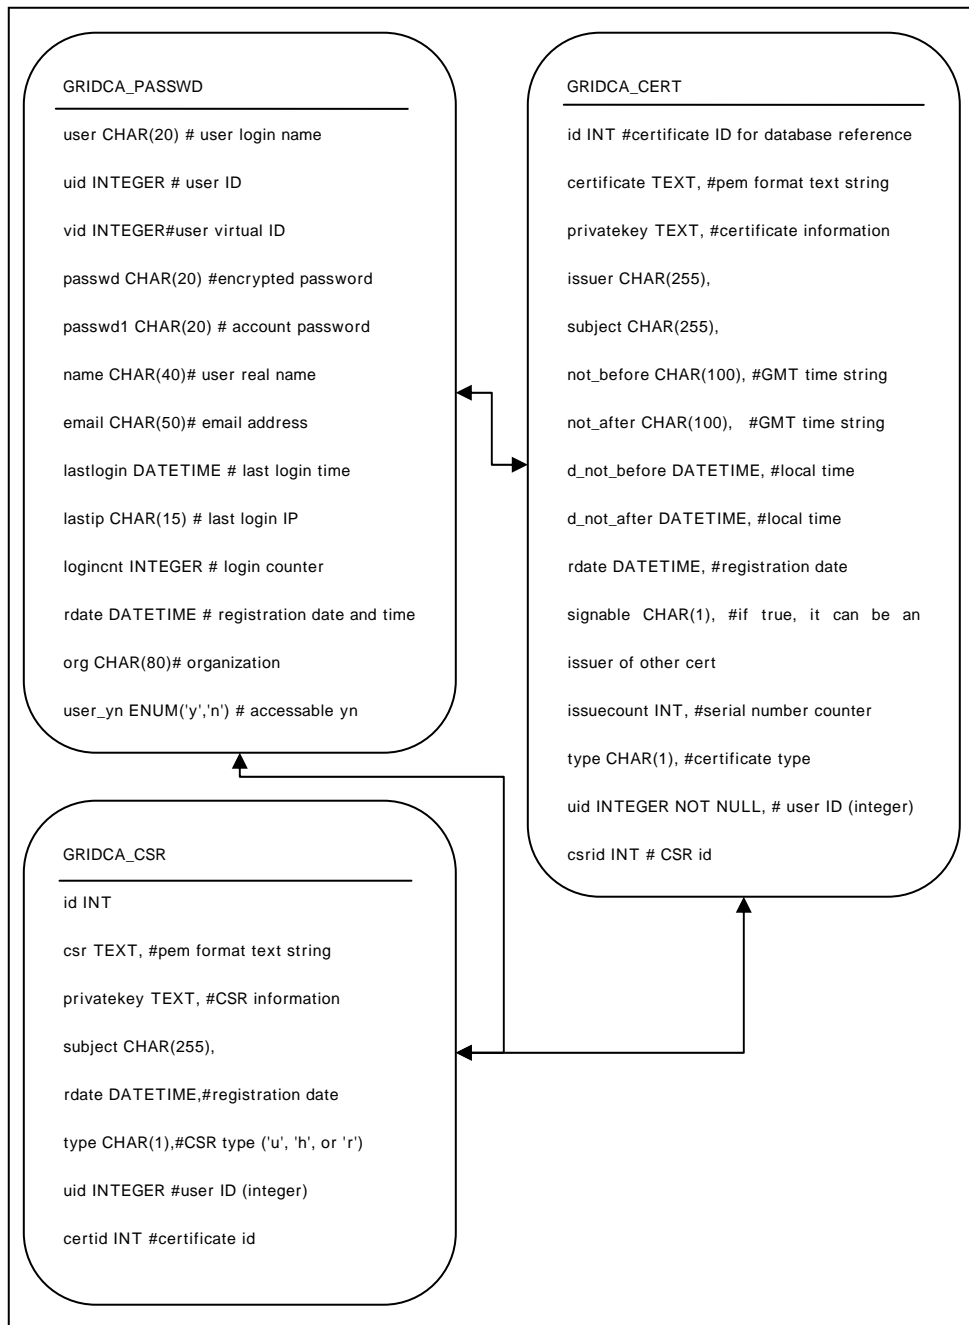 GRIDCA_PASSWD
user CHAR(20) # user login name
uid INTEGER # user ID
vid INTEGER#user virtual ID
passwd CHAR(20) #encrypted password
passwd1 CHAR(20) # account password
name CHAR(40)# user real name
email CHAR(50)# email address
lastlogin DATETIME # last login time
lastip CHAR(15) # last login IP
logincnt INTEGER # login counter
rdate DATETIME # registration date and time
org CHAR(80)# organization
user_yn ENUM('y','n') # accessable yn
GRIDCA_CERT
id INT #certificate ID for database reference
certificate TEXT, #pem format text string
privatekey TEXT, #certificate information
issuer CHAR(255),
subject CHAR(255),
not_before CHAR(100), #GMT time string
not_after CHAR(100), #GMT time string
d_not_before DATETIME, #local time
d_not_after DATETIME, #local time
rdate DATETIME, #registration date
signable CHAR(1), #if true, it can be an
issuer of other cert
issuecount INT, #serial number counter
type CHAR(1), #certificate type
uid INTEGER NOT NULL, # user ID (integer)
csrid INT # CSR id
GRIDCA_CSR
id INT
csr TEXT, #pem format text string
privatekey TEXT, #CSR information
subject CHAR(255),
rdate DATETIME,#registration date
type CHAR(1),#CSR type ('u', 'h', or 'r')
uid INTEGER #user ID (integer)
certid INT #certificate id